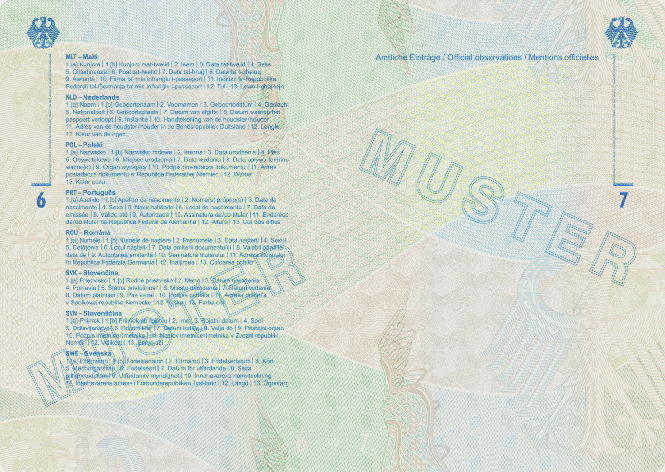 MLT – Malti
1. [a] Kunjom | 1.[b] Kunjom mat-twelid | 2. Isem | 3. Data tat-twelid | 4. Sess
5. Ċittadinanza | 6. Post tat-twelid | 7. Data tal-ħruġ | 8. Data ta'
9. Awtorità | 10. Firma ta' min inħariġlu l-passaport | 11. Indirizz
Federali tal-Ġermanja ta' min inħariġlu l-passaport | 12. Tul | 13.
NLD – Nederlands
1.[a] Naam | 1.[b] Geboortenaam | 2. Voornamen | 3. Geboortedatum | 4. Geslacht
5. Nationaliteit | 6. Geboorteplaats | 7. Datum van afgifte | 8. Datum waarop het
paspoort verloopt | 9. Instantie | 10. Handtekening van de houdster/houder
11. Adres van de houdster/houder in de Bondsrepubliek Duitsland | 12. Lengte
13. Kleur van de ogen
POL – Polski
1.[a] Nazwisko | 1.[b] Nazwisko rodowe | 2. Imiona | 3. Data urodzenia | 4. Płeć
5. Obywatelstwo | 6. Miejsce urodzenia | 7. Data wydania | 8. Data upływu terminu
ważności | 9. Organ wydający | 10. Podpis posiadacza dokumentu | 11. Adres
posiadacza dokumentu w Republice Federalnej Niemiec | 12. Wzrost
13. Kolor oczu
PRT – Português
1.[a] Apelido | 1.[b] Apelido de nascimento | 2. Nome(s) próprio(s) | 3. Data de
nascimento | 4. Sexo | 5. Nacionalidade | 6. Local de nascimento | 7. Data de
emissão | 8. Válido até | 9. Autoridade | 10. Assinatura da/do titular | 11. Endereço
da/do titular na República Federal da Alemanha | 12. Altura | 13. Cor dos olhos
ROU – Română
1.[a] Numele | 1.[b] Numele de naștere | 2. Prenumele | 3. Data nașterii | 4. Sexul
5. Cetățenia | 6. Locul nașterii | 7. Data emiterii documentului | 8. Valabil până la
data de | 9. Autoritatea emitentă | 10. Semnătura titularului | 11. Adresa titularului
în Republica Federală Germania | 12. Înălțimea | 13. Culoarea ochilor
SVK – Slovenčina
1.[a] Priezvisko | 1.[b] Rodné priezvisko | 2. Meno | 3. Dátum narodenia
4. Pohlavie | 5. Štátna príslušnosť | 6. Miesto narodenia | 7. Dátum vydania
8. Dátum platnosti | 9. Pas vydal | 10. Podpis držiteľa | 11. Adresa držiteľa
v Spolkovej republike Nemecko | 12. Výška | 13. Farba očí
SVN – Slovenščina
1.[a] Priimek | 1.[b] Priimek ob rojstvu | 2. Ime | 3. Rojstni datum | 4. Spol
5. Državljanstvo | 6. Rojstni kraj | 7. Datum izdaje | 8. Velja do | 9. Pristojni organ
10. Podpis imetnice/imetnika | 11. Naslov imetnice/imetnika v Zvezni republiki
Nemčiji | 12. Velikost | 13. Barva oči
SWE – Svenska
1.[a] Efternamn | 1.[b] Födelsenamn | 2. Förnamn | 3. Födelsedatum | 4. Kön
5. Medborgarskap | 6. Födelseort | 7. Datum för utfärdande | 8. Sista
giltighetsdatum | 9. Utfärdande myndighet | 10. Innehavarens namnteckning
11. Innehavarens adress i Förbundsrepubliken Tyskland | 12. Längd | 13. Ögonfärg
6
MUSTER
Amtliche Einträge / Official observations / Mentions officielles
MUSTER
7